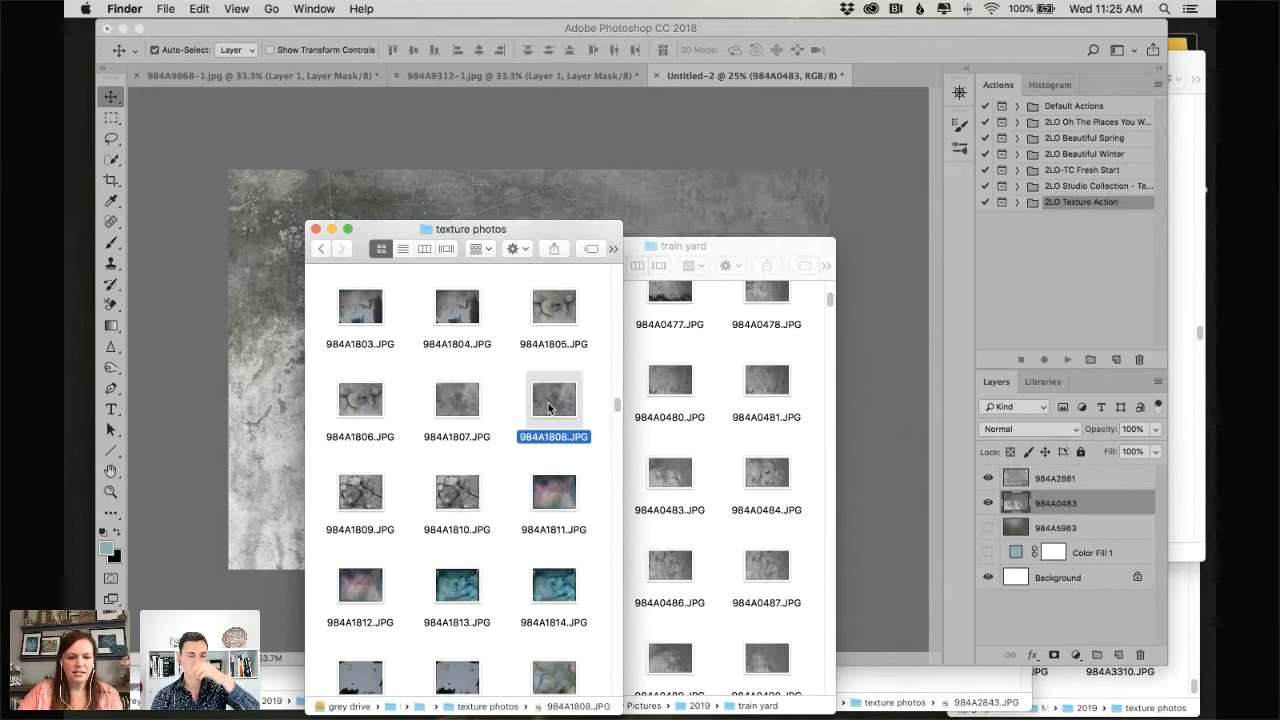 Finder File Edit View Go Window Help 100% Wed 11:25 AM
Adobe Photoshop CC 2018
Auto-Select: Layer Show Transform Controls 3D Mode:
984A9868-1.jpg @ 33.3% (Layer 1, Layer Mask/8) *
984A9312-1.jpg @ 33.3% (Layer 1, Layer Mask/8) *
Untitled-2 @ 25% (984A0483, RGB/8) *
Actions Histogram
Default Actions
2LO Oh The Places You W...
2LO Beautiful Spring
2LO Beautiful Winter
2LO-TC Fresh Start
2LO Studio Collection - Te...
2LO Texture Action
texture photos
984A1803.JPG 984A1804.JPG 984A1805.JPG
984A1806.JPG 984A1807.JPG 984A1808.JPG
984A1809.JPG 984A1810.JPG 984A1811.JPG
984A1812.JPG 984A1813.JPG 984A1814.JPG
grey drive texture photos 984A1808.JPG
train yard
984A0477.JPG 984A0478.JPG
984A0480.JPG 984A0481.JPG
984A0483.JPG 984A0484.JPG
984A0486.JPG 984A0487.JPG
Pictures 2019 train yard
Layers Libraries
Kind
Normal Opacity: 100%
Lock: Fill: 100%
984A2881
984A0483
984A5963
Color Fill 1
Background
53.7M
2019
texture photos 984A2843.JPG
984A3310.JPG
2019 texture photos